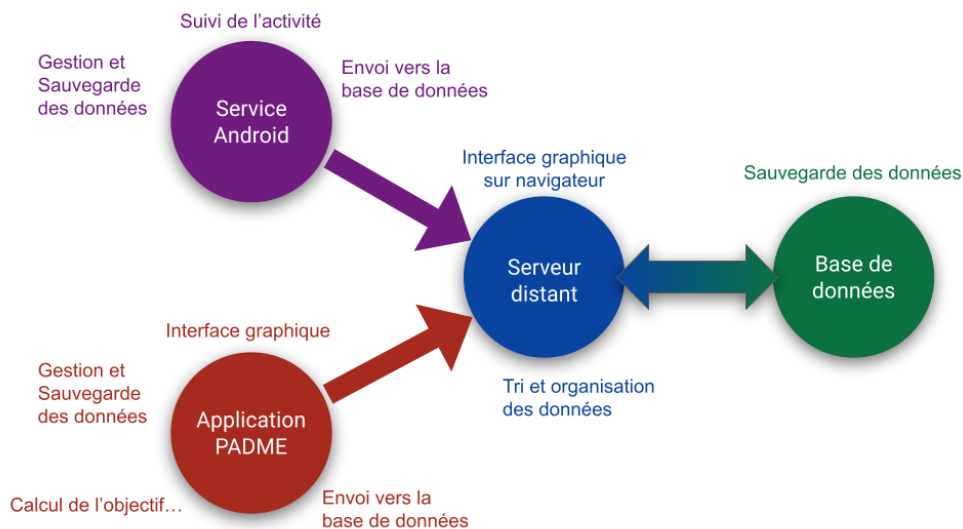 Suivi de l’activité
Gestion et
Sauvegarde
des données
Envoi vers la
base de données
Service
Android
Interface graphique
sur navigateur
Sauvegarde des données
Serveur
distant
Base de
données
Interface graphique
Gestion et
Sauvegarde
des données
Tri et organisation
des données
Application
PADME
Calcul de l’objectif…
Envoi vers la
base de données